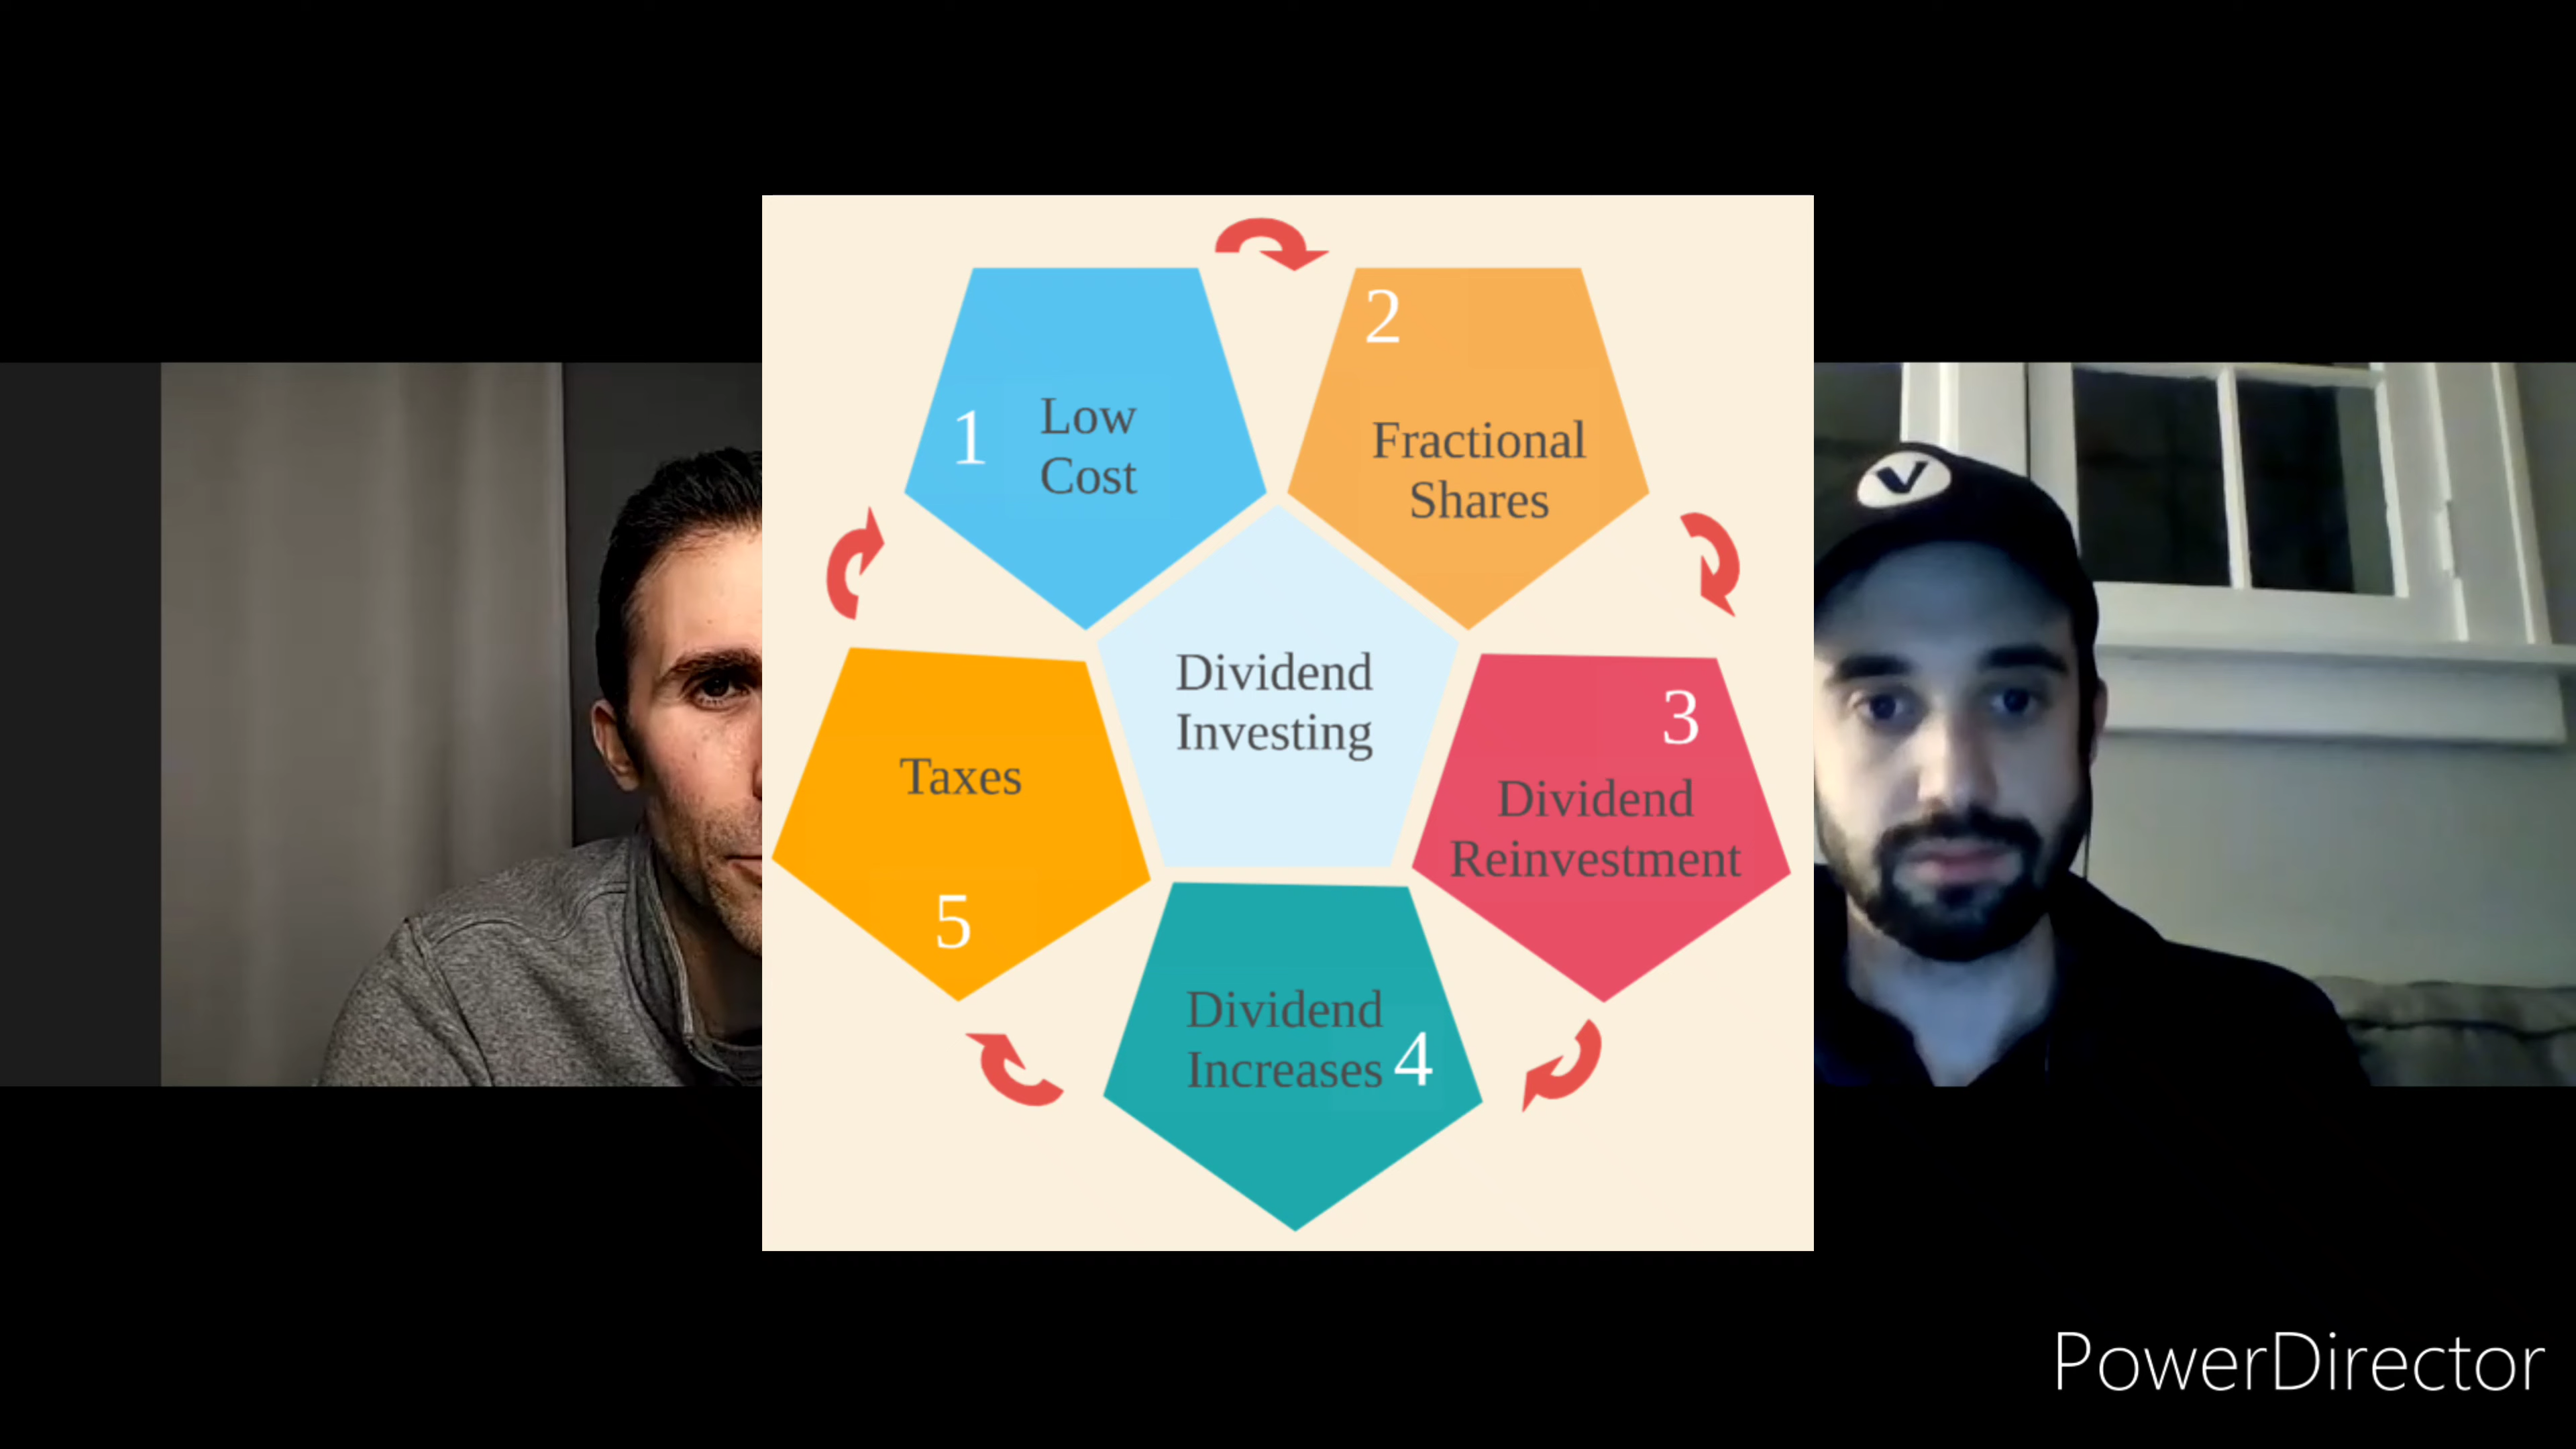 1
Low
Cost
2
Fractional
Shares
3
Dividend
Reinvestment
Dividend
Increases 4
Taxes
5
Dividend
Investing
V
PowerDirector